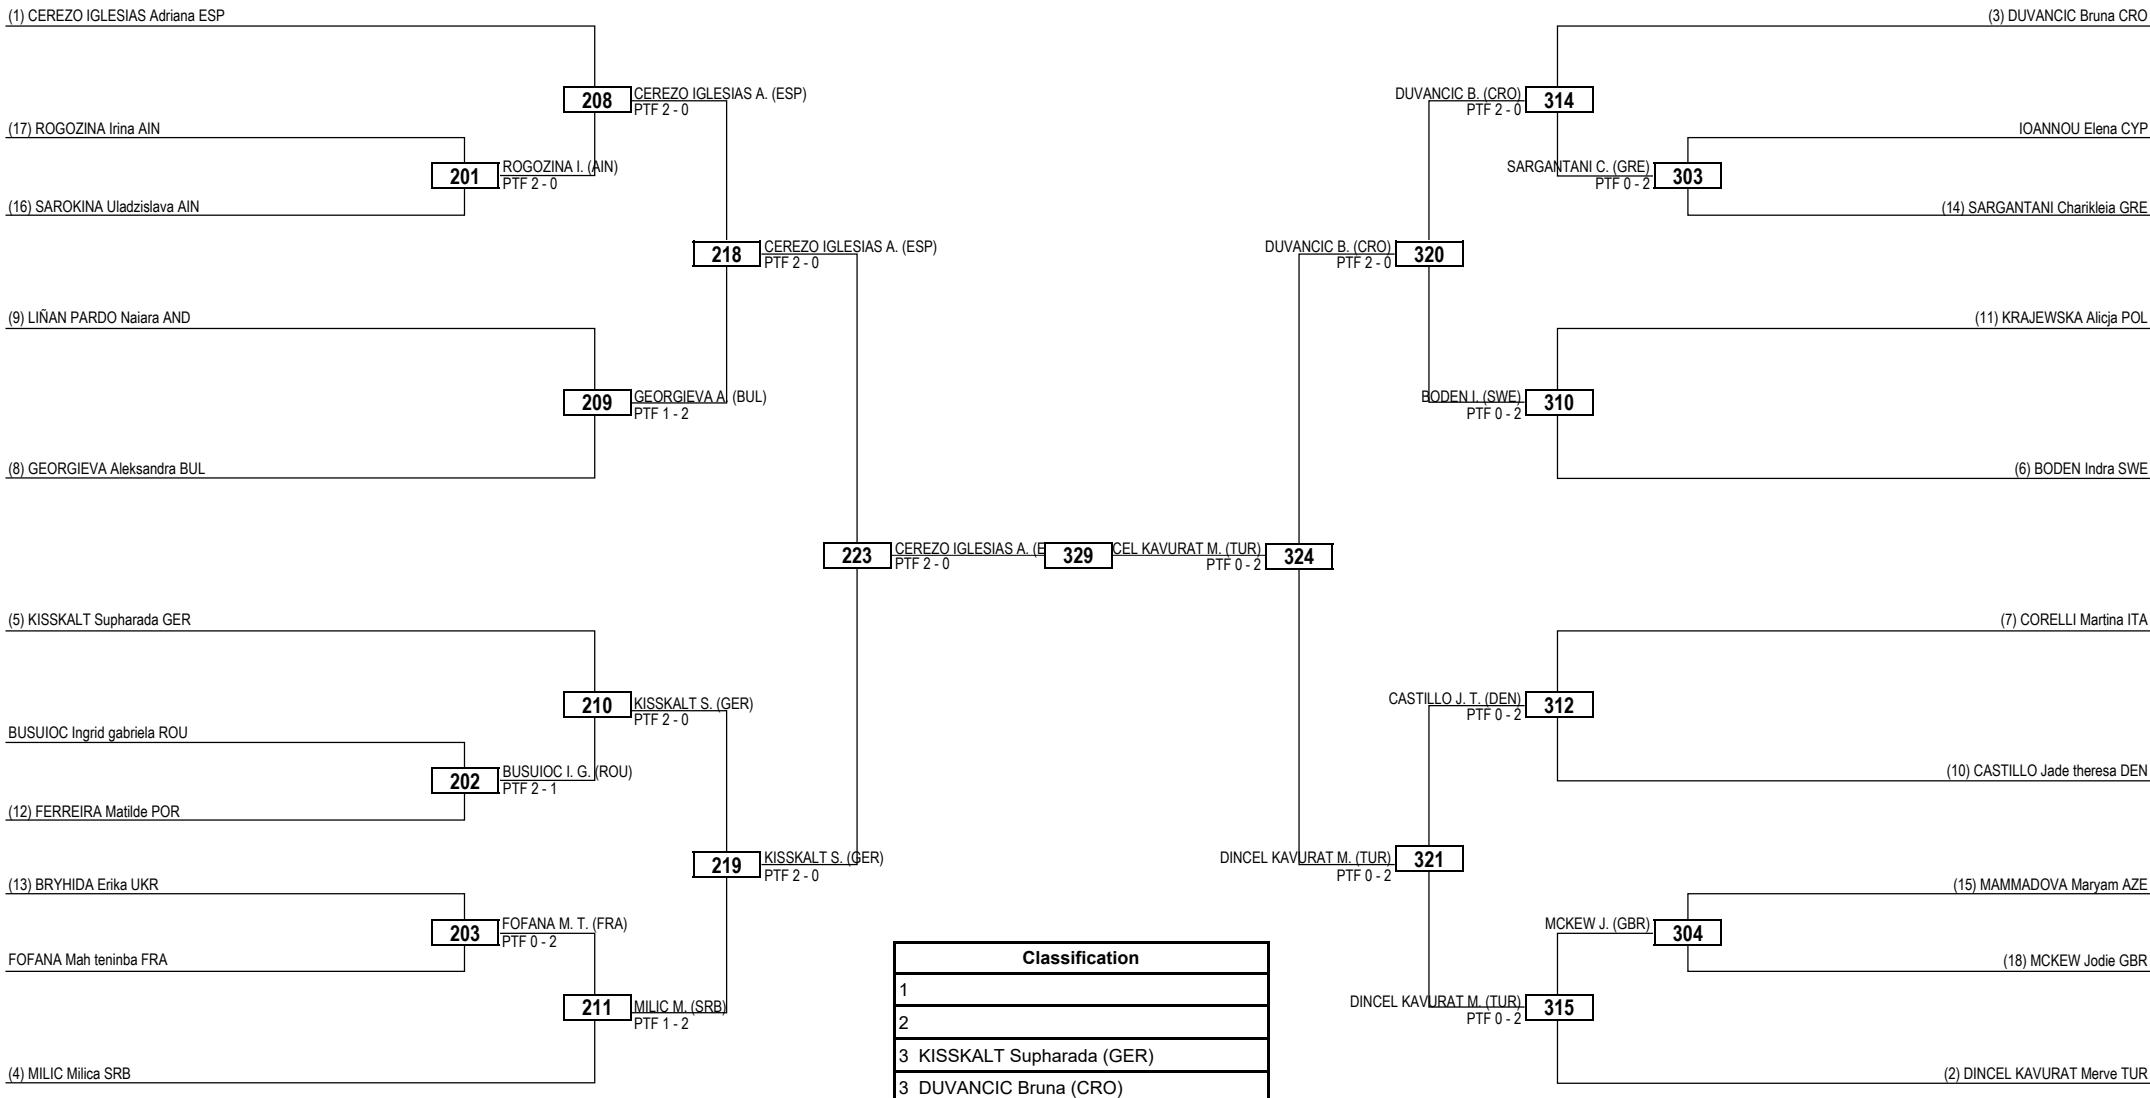 (1) CEREZO IGLESIAS Adriana ESP
(3) DUVANCIC Bruna CRO
208
CEREZO IGLESIAS A. (ESP)
PTF 2 - 0
DUVANCIC B. (CRO)
PTF 2 - 0
314
(17) ROGOZINA Irina AIN
IOANNOU Elena CYP
201
ROGOZINA I. (AIN)
PTF 2 - 0
SARGANTANI C. (GRE)
PTF 0 - 2
303
(16) SAROKINA Uladzislava AIN
(14) SARGANTANI Charikleia GRE
218
CEREZO IGLESIAS A. (ESP)
PTF 2 - 0
DUVANCIC B. (CRO)
PTF 2 - 0
320
(9) LIÑAN PARDO Naiara AND
(11) KRAJEWSKA Alicja POL
209
GEORGIEVA A. (BUL)
PTF 1 - 2
BODEN I. (SWE)
PTF 0 - 2
310
(8) GEORGIEVA Aleksandra BUL
(6) BODEN Indra SWE
223
CEREZO IGLESIAS A. (E
PTF 2 - 0
329
CEL KAVURAT M. (TUR)
PTF 0 - 2
324
(5) KISSKALT Supharada GER
(7) CORELLI Martina ITA
210
KISSKALT S. (GER)
PTF 2 - 0
CASTILLO J. T. (DEN)
PTF 0 - 2
312
BUSUIOC Ingrid gabriela ROU
(10) CASTILLO Jade theresa DEN
202
BUSUIOC I. G. (ROU)
PTF 2 - 1
(12) FERREIRA Matilde POR
219
KISSKALT S. (GER)
PTF 2 - 0
DINCEL KAVURAT M. (TUR)
PTF 0 - 2
321
(13) BRYHIDA Erika UKR
(15) MAMMADOVA Maryam AZE
203
FOFANA M. T. (FRA)
PTF 0 - 2
MCKEW J. (GBR)
304
FOFANA Mah teninba FRA
(18) MCKEW Jodie GBR
211
MILIC M. (SRB)
PTF 1 - 2
DINCEL KAVURAT M. (TUR)
PTF 0 - 2
315
(4) MILIC Milica SRB
(2) DINCEL KAVURAT Merve TUR
Classification
1
2
3 KISSKALT Supharada (GER)
3 DUVANCIC Bruna (CRO)